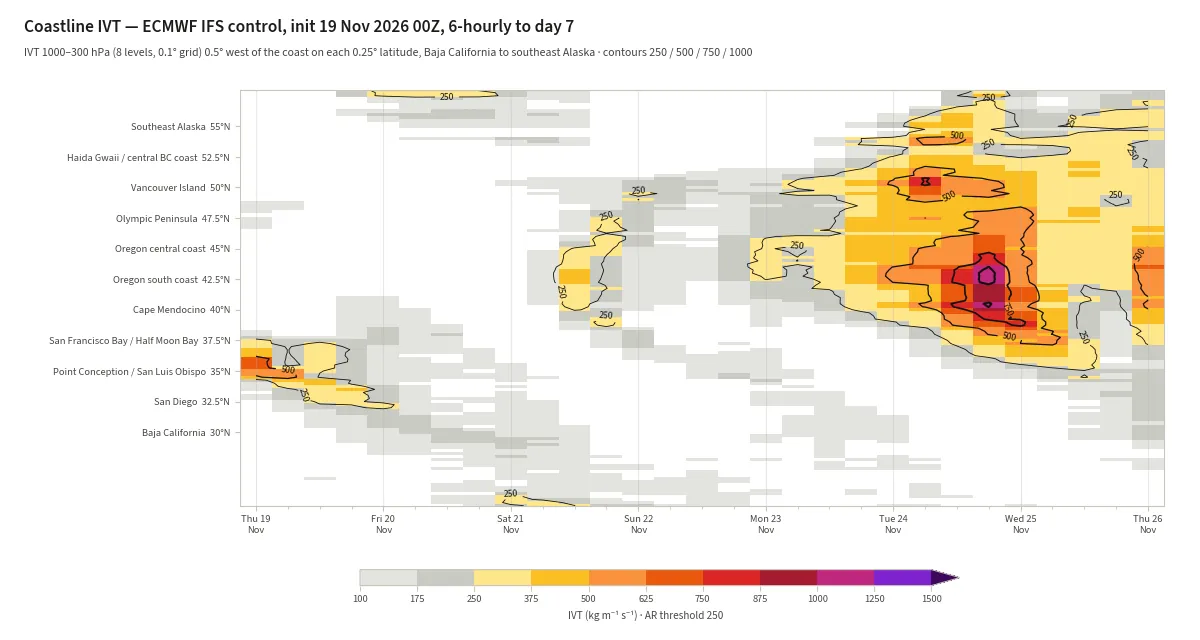 Coastline IVT — ECMWF IFS control, init 19 Nov 2026 00Z, 6-hourly to day 7
IVT 1000–300 hPa (8 levels, 0.1° grid) 0.5° west of the coast on each 0.25° latitude, Baja California to southeast Alaska · contours 250 / 500 / 750 / 1000
Southeast Alaska 55°N
Haida Gwaii / central BC coast 52.5°N
Vancouver Island 50°N
Olympic Peninsula 47.5°N
Oregon central coast 45°N
Oregon south coast 42.5°N
Cape Mendocino 40°N
San Francisco Bay / Half Moon Bay 37.5°N
Point Conception / San Luis Obispo 35°N
San Diego 32.5°N
Baja California 30°N
250
250
250
500
250
250
250
250
500
250
250
250
500
250
250
750
500
250
500
250
250
Thu 19 Nov
Fri 20 Nov
Sat 21 Nov
Sun 22 Nov
Mon 23 Nov
Tue 24 Nov
Wed 25 Nov
Thu 26 Nov
100 175 250 375 500 625 750 875 1000 1250 1500
IVT (kg m⁻¹ s⁻¹) · AR threshold 250